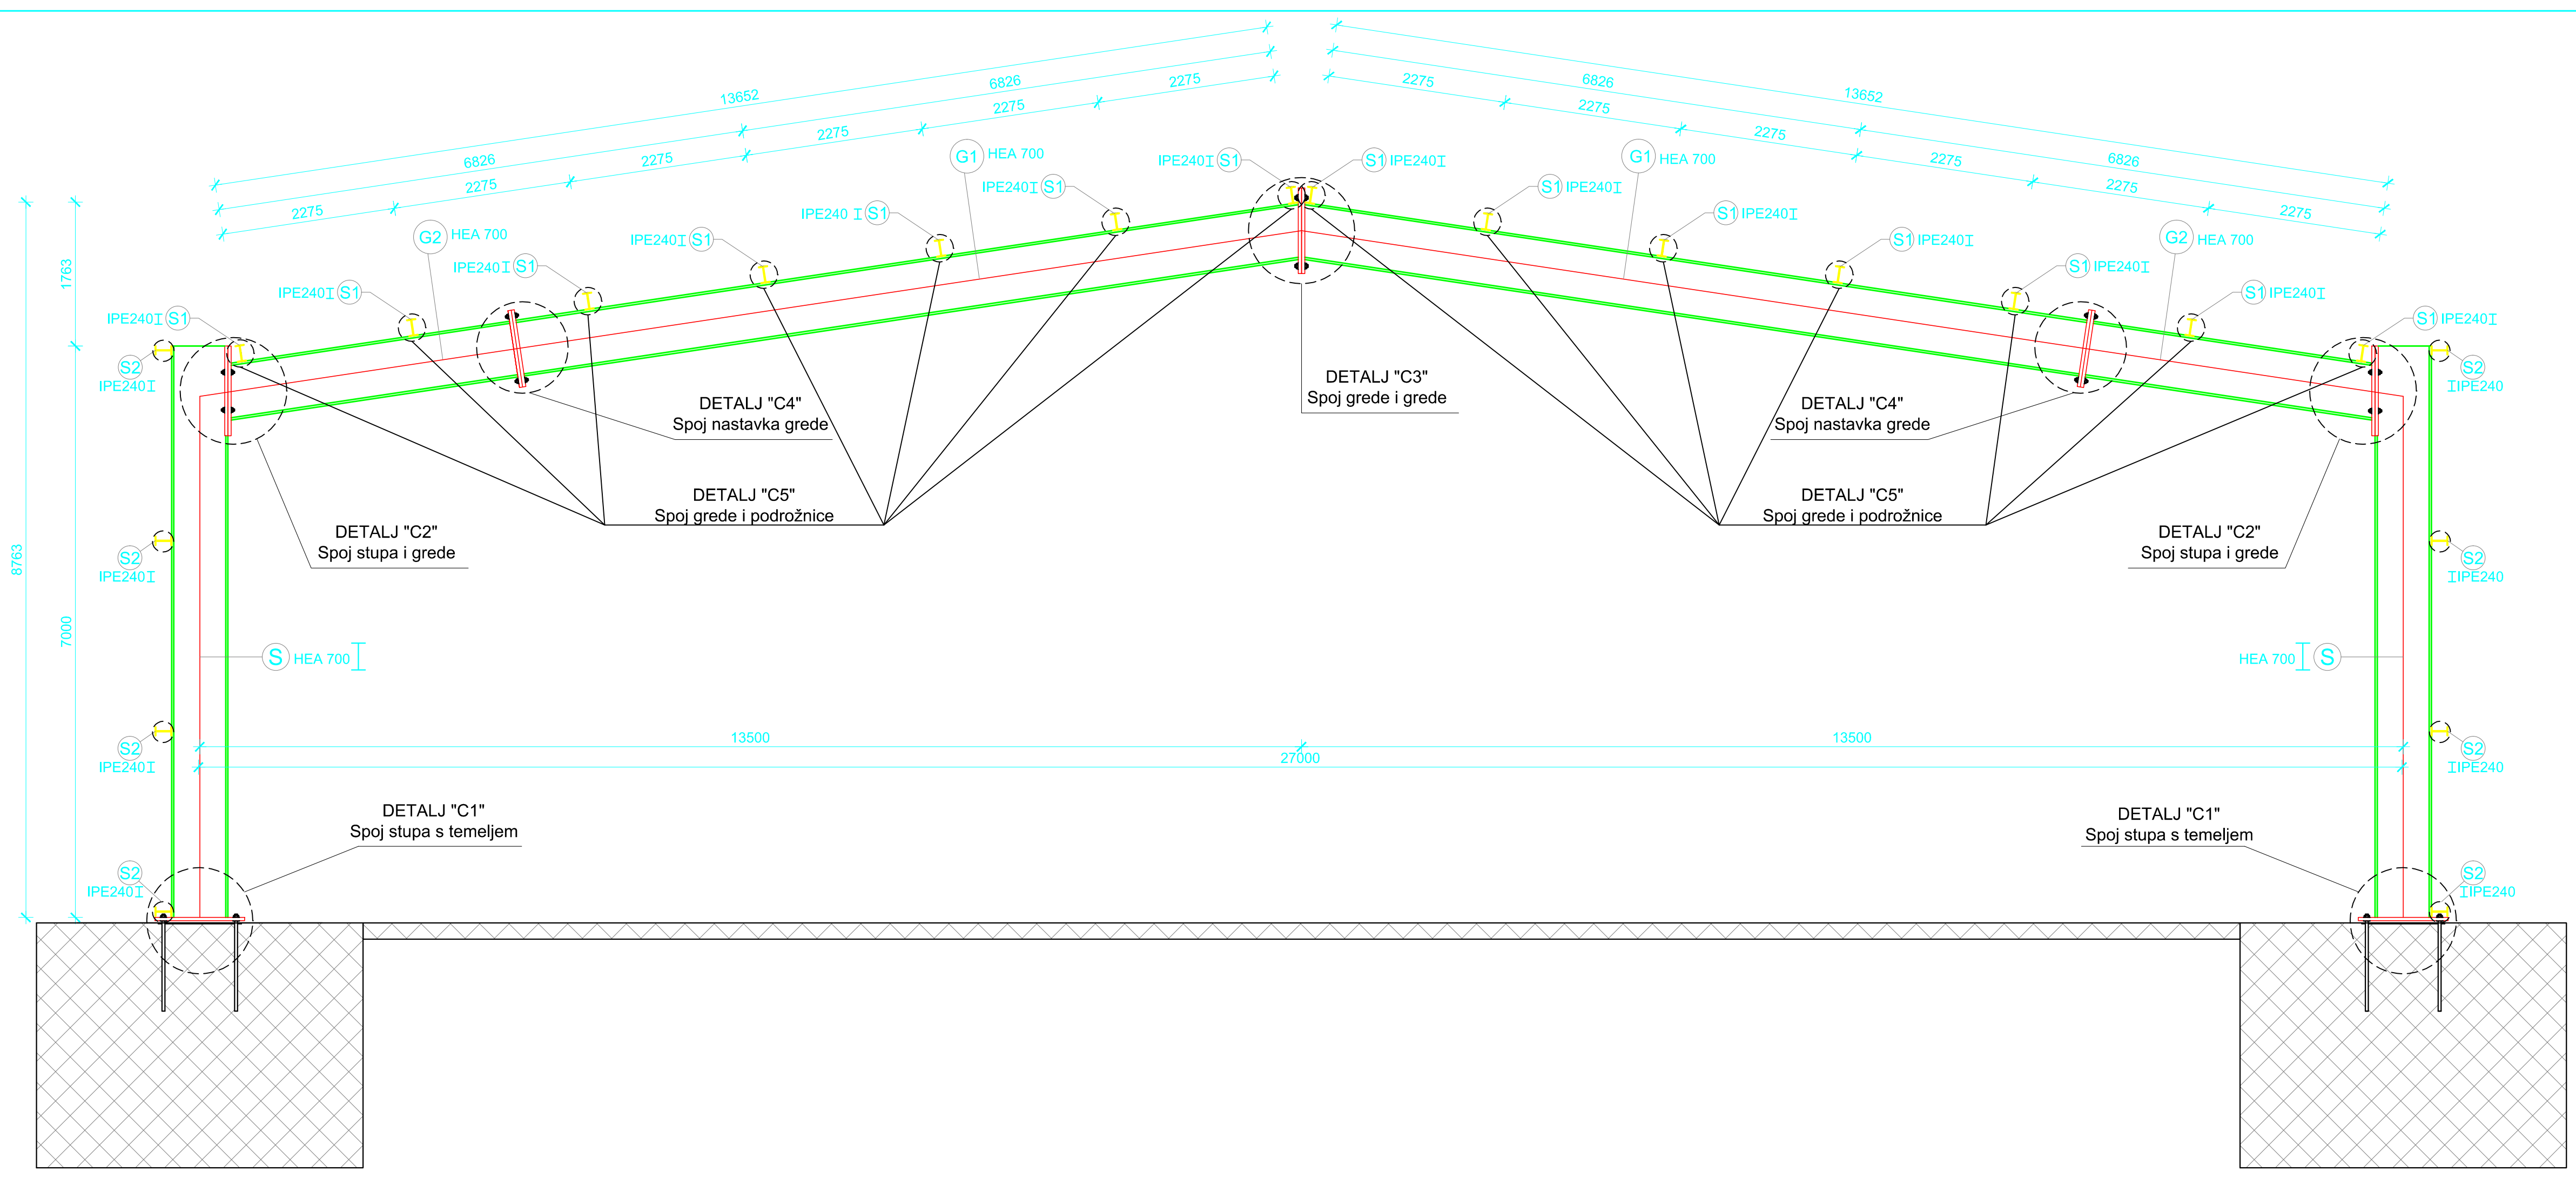 13652
6826
6826
2275
2275
2275
2275
2275
2275
13652
6826
6826
2275
2275
2275
2275
2275
2275
G1 HEA 700
G1 HEA 700
G2 HEA 700
G2 HEA 700
IPE240 S1
IPE240 S1
IPE240 S1
IPE240 S1
IPE240 S1
IPE240 S1
IPE240 S1
S1 IPE240
S1 IPE240
S1 IPE240
S1 IPE240
S1 IPE240
S1 IPE240
S1 IPE240
1763
8763
7000
S2
IPE240
S2
IPE240
S2
IPE240
S2
IPE240
S2
IPE240
S2
IPE240
S2
IPE240
S2
IPE240
DETALJ "C4"
Spoj nastavka grede
DETALJ "C3"
Spoj grede i grede
DETALJ "C4"
Spoj nastavka grede
DETALJ "C5"
Spoj grede i podrožnice
DETALJ "C5"
Spoj grede i podrožnice
DETALJ "C2"
Spoj stupa i grede
DETALJ "C2"
Spoj stupa i grede
S HEA 700
HEA 700 S
13500
13500
27000
DETALJ "C1"
Spoj stupa s temeljem
DETALJ "C1"
Spoj stupa s temeljem